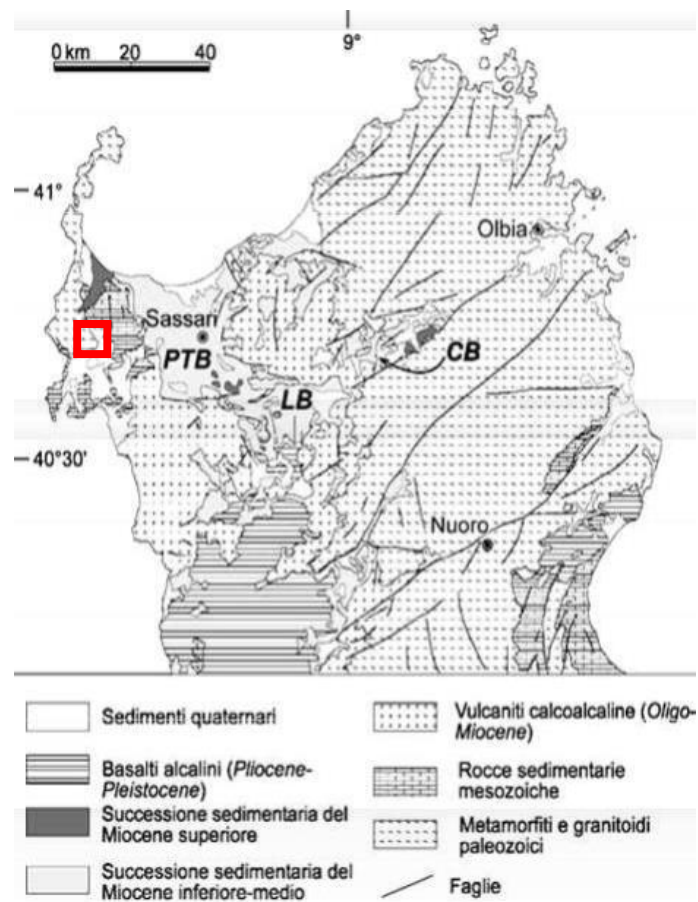 9°
0 km 20 40
41°
Olbia
Sassari
PTB
CB
LB
40°30'
Nuoro
Sedimenti quaternari
Basalti alcalini (Pliocene-
Pleistocene)
Successione sedimentaria del
Miocene superiore
Successione sedimentaria del
Miocene inferiore-medio
Vulcaniti calcoalcaline (Oligo-
Miocene)
Rocce sedimentarie
mesozoiche
Metamorfiti e granitoidi
paleozoici
Faglie